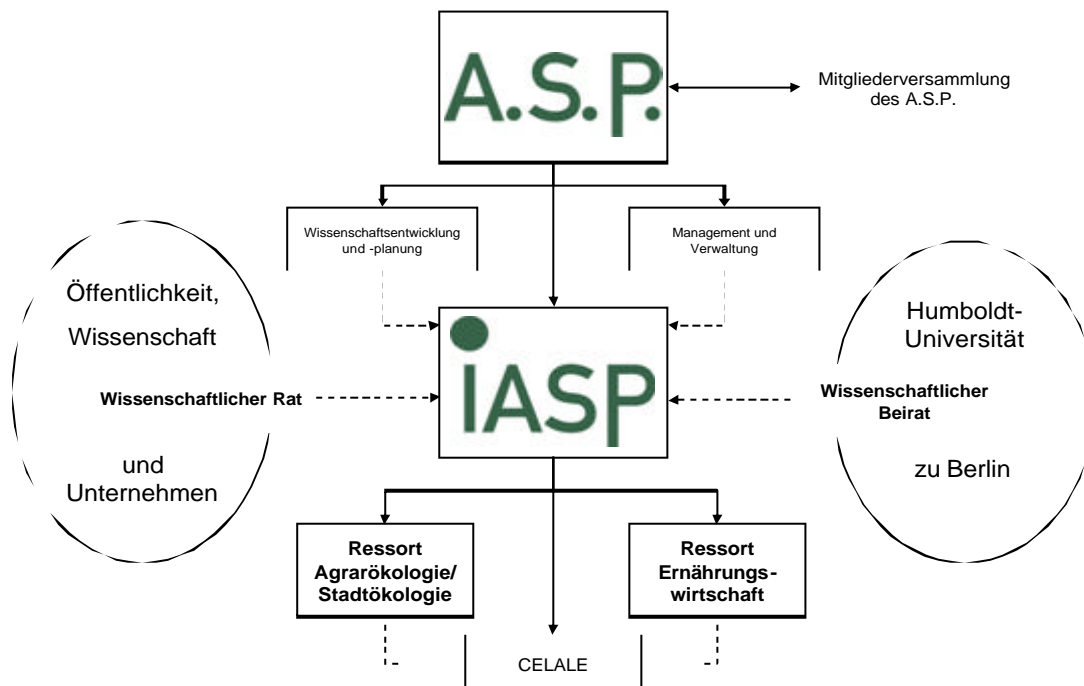 A.S.P.
Mitgliederversammlung
des A.S.P.
Wissenschaftsentwicklung
und -planung
Management und
Verwaltung
Öffentlichkeit,
Wissenschaft
Wissenschaftlicher Rat
und
Unternehmen
IASP
Humboldt-
Universität
Wissenschaftlicher
Beirat
zu Berlin
Ressort
Agrarökologie/
Stadtökologie
Ressort
Ernährungs-
wirtschaft
CELALE